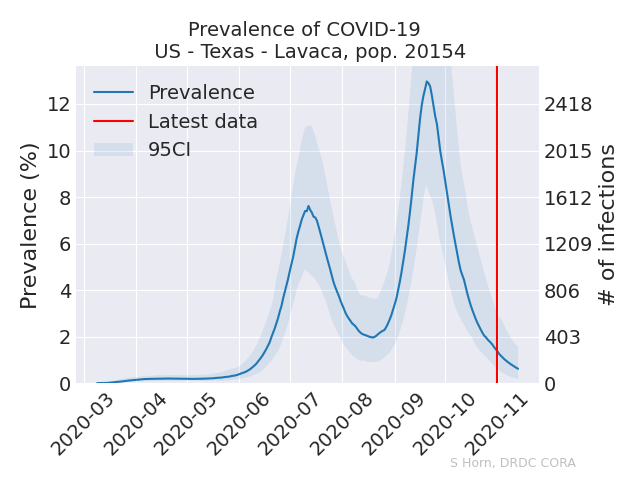 Prevalence of COVID-19
US - Texas - Lavaca, pop. 20154
Prevalence
Latest data
95CI
Prevalence (%)
12
10
8
6
4
2
0
2418
2015
1612
1209
806
403
0
# of infections
2020-03
2020-04
2020-05
2020-06
2020-07
2020-08
2020-09
2020-10
2020-11
S Horn, DRDC CORA